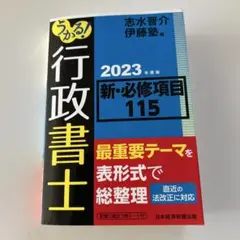 うかる!
行政書士
志水晋介
伊藤塾 編
2023年度版
新・必修項目
115
最重要テーマを
表形式で
総整理
直近の
法改正に対応
日本経済新聞出版